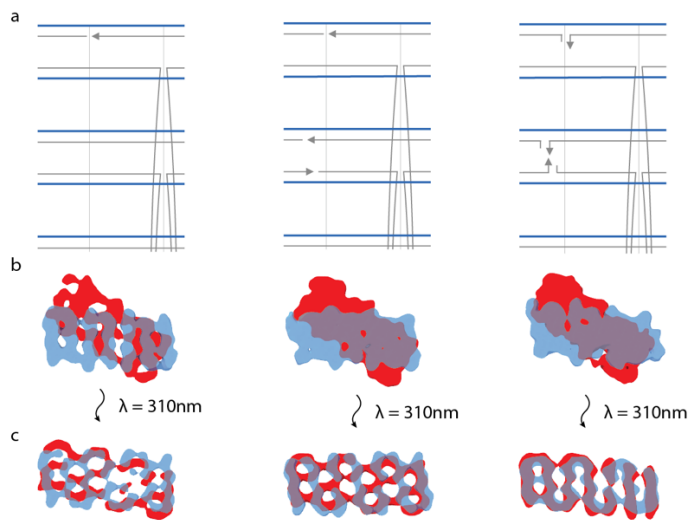 a
b
λ = 310nm λ = 310nm λ = 310nm
c